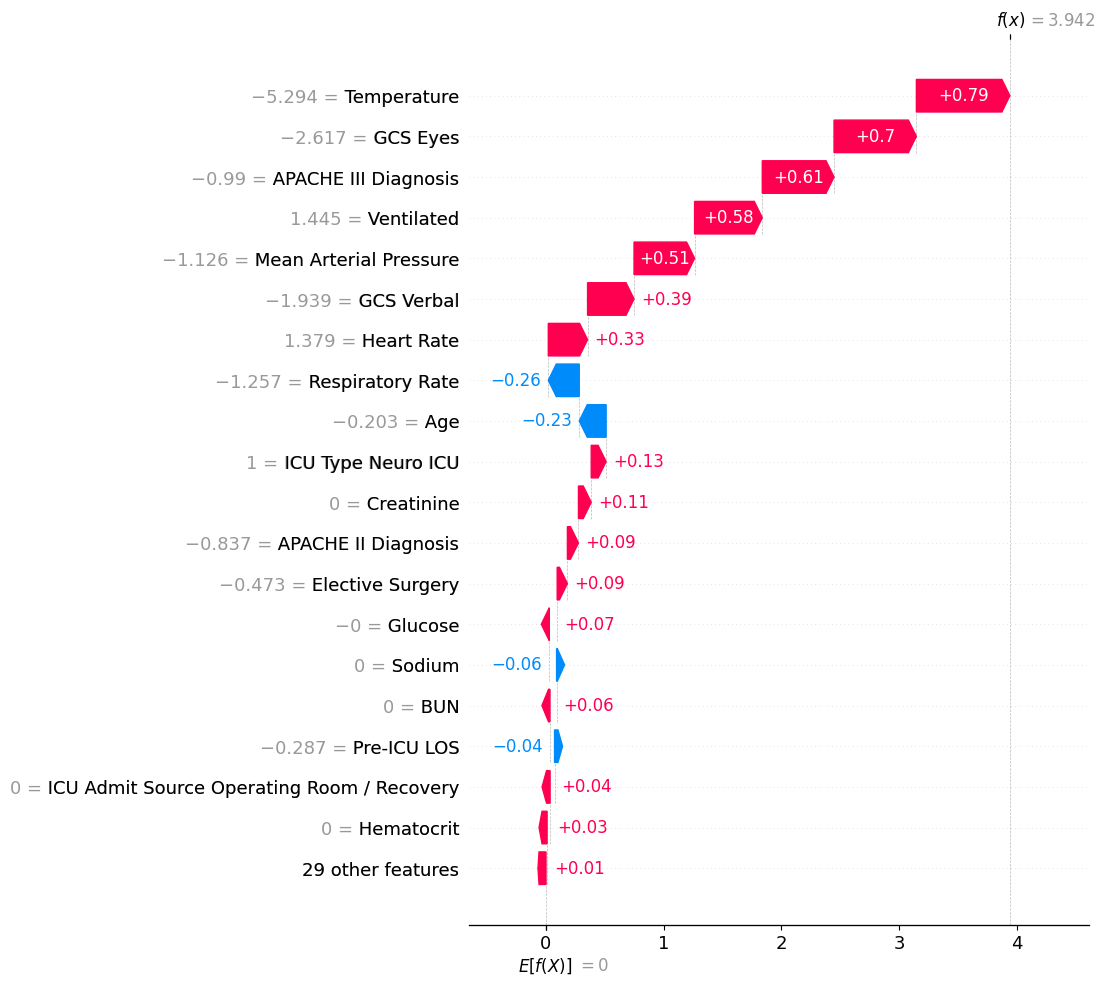 f(x) = 3.942
−5.294 = Temperature +0.79
−2.617 = GCS Eyes +0.7
−0.99 = APACHE III Diagnosis +0.61
1.445 = Ventilated +0.58
−1.126 = Mean Arterial Pressure +0.51
−1.939 = GCS Verbal +0.39
1.379 = Heart Rate +0.33
−1.257 = Respiratory Rate −0.26
−0.203 = Age −0.23
1 = ICU Type Neuro ICU +0.13
0 = Creatinine +0.11
−0.837 = APACHE II Diagnosis +0.09
−0.473 = Elective Surgery +0.09
−0 = Glucose +0.07
0 = Sodium −0.06
0 = BUN +0.06
−0.287 = Pre-ICU LOS −0.04
0 = ICU Admit Source Operating Room / Recovery +0.04
0 = Hematocrit +0.03
29 other features +0.01
0 1 2 3 4
E[f(X)] = 0